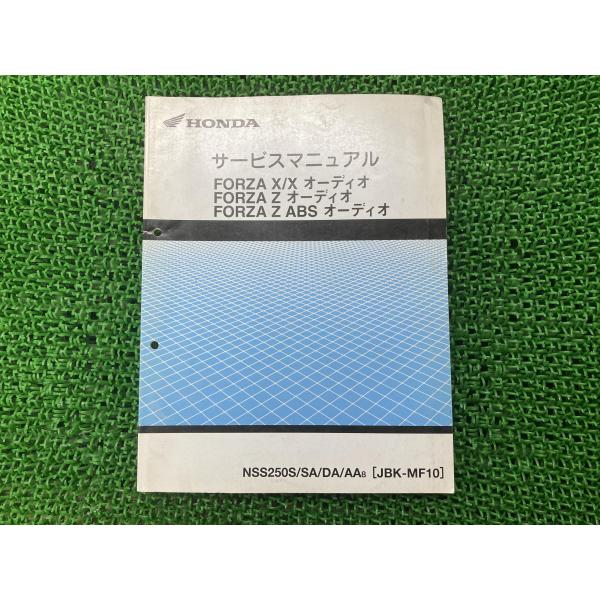 HONDA
サービスマニュアル
FORZA X/X オーディオ
FORZA Z オーディオ
FORZA Z ABS オーディオ
NSS250S/SA/DA/AA8 [JBK-MF10]